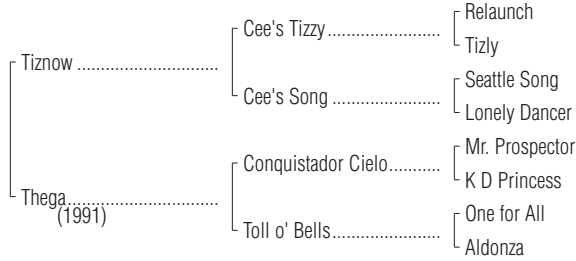 Relaunch
Cee's Tizzy
Tizly
Tiznow
Seattle Song
Cee's Song
Lonely Dancer
Mr. Prospector
Conquistador Cielo
K D Princess
Thega
(1991)
One for All
Toll o' Bells
Aldonza